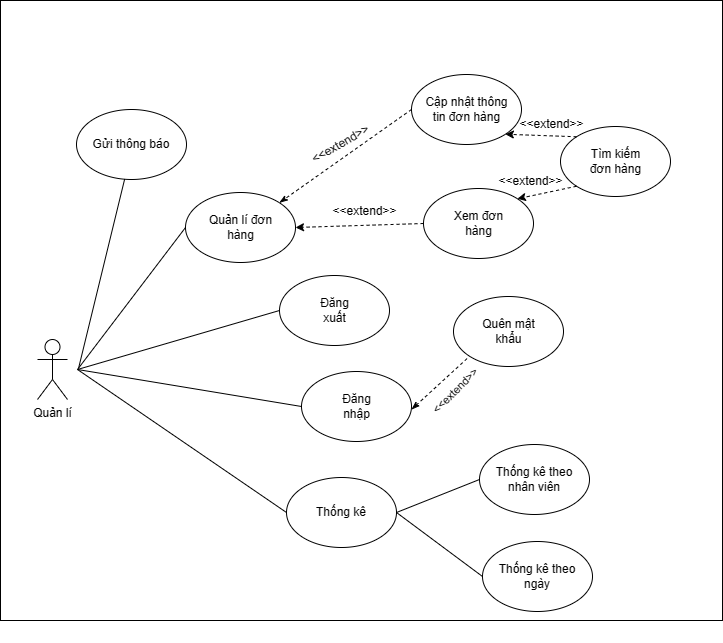 Gửi thông báo
Cập nhật thông
tin đơn hàng
<<extend>>
<<extend>>
Tìm kiếm
đơn hàng
<<extend>>
Quản lí đơn
hàng
<<extend>>
Xem đơn
hàng
Đăng
xuất
Quên mật
khẩu
Quản lí
Đăng
nhập
<<extend>>
Thống kê
Thống kê theo
nhân viên
Thống kê theo
ngày